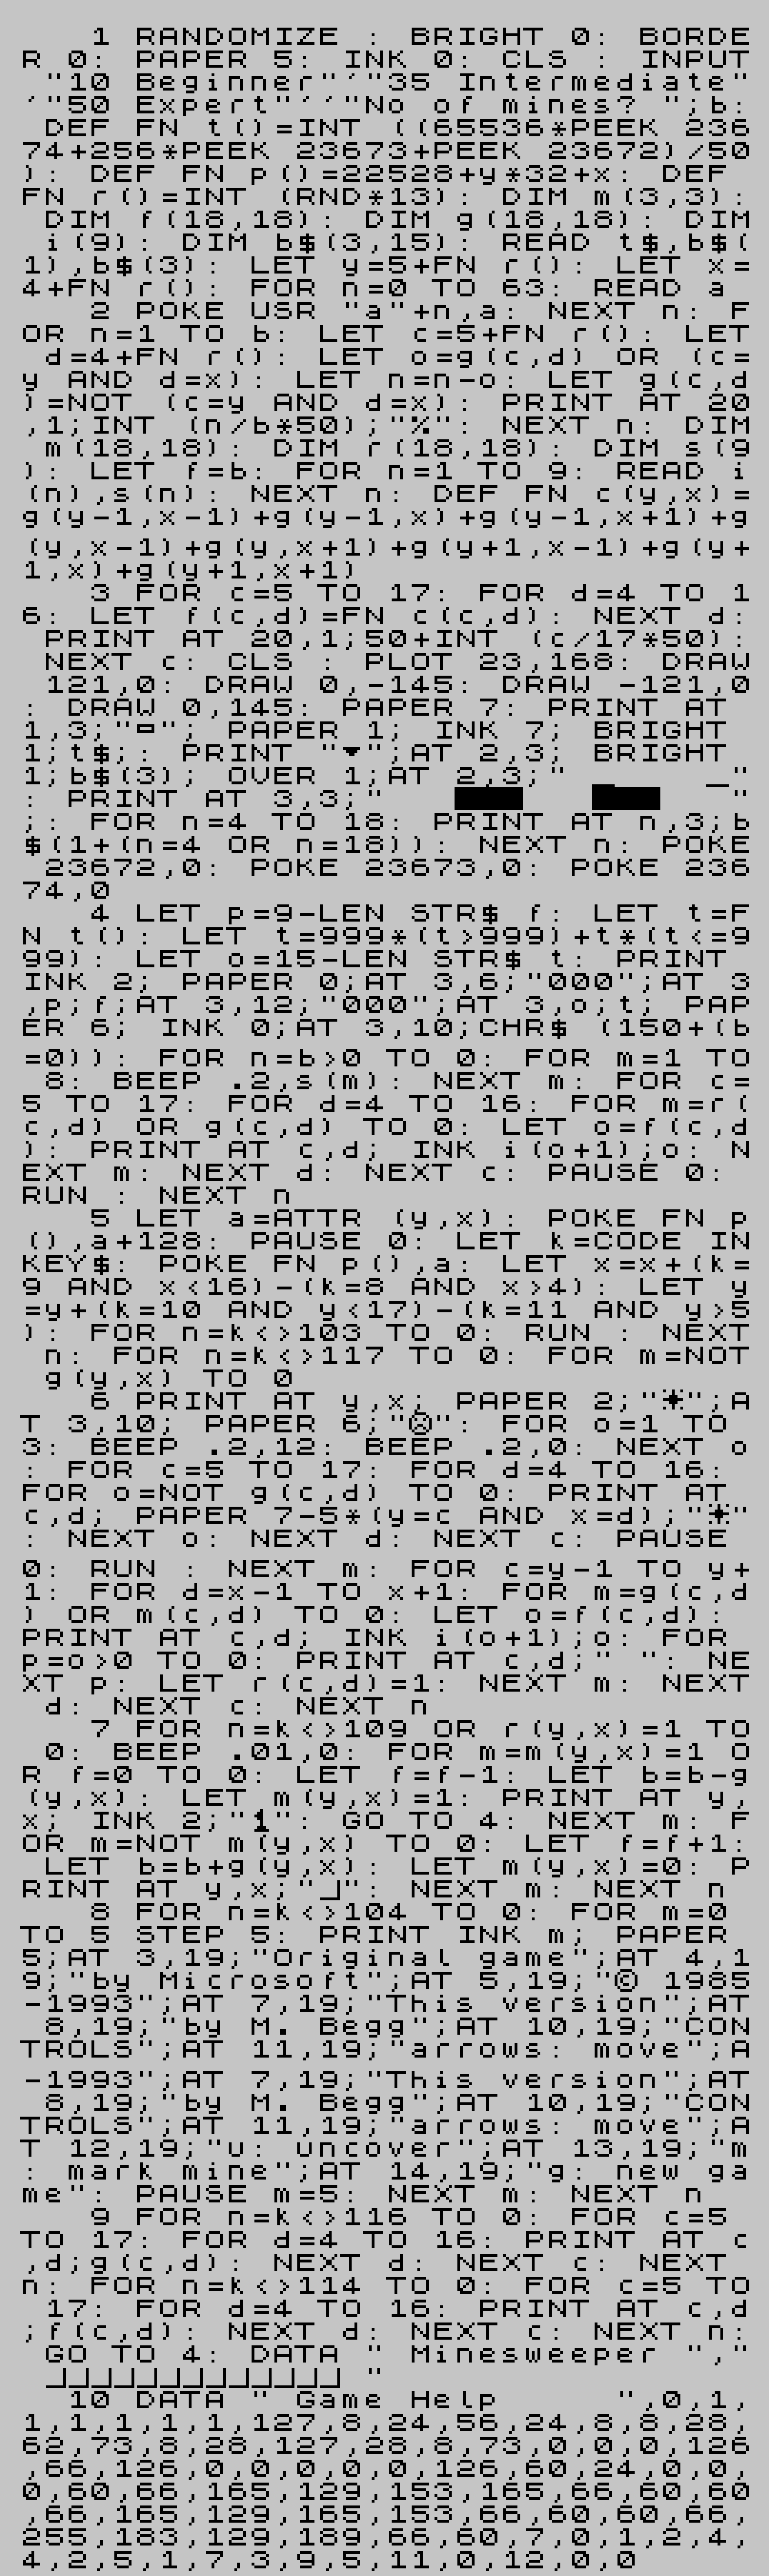 1 RANDOMIZE : BRIGHT 0: BORDE
R 0: PAPER 5: INK 0: CLS : INPUT
"10 Beginner"'"35 Intermediate"
'"50 Expert"''"No of mines? ";b:
DEF FN t()=INT ((65536*PEEK 236
74+256*PEEK 23673+PEEK 23672)/50
): DEF FN p()=22528+y*32+x: DEF
FN r()=INT (RND*13): DIM m(3,3):
DIM f(18,18): DIM g(18,18): DIM
i(9): DIM b$(3,15): READ t$,b$(
1),b$(3): LET y=5+FN r(): LET x=
4+FN r(): FOR n=0 TO 63: READ a
2 POKE USR "a"+n,a: NEXT n: F
OR n=1 TO b: LET c=5+FN r(): LET
d=4+FN r(): LET o=g(c,d) OR (c=
y AND d=x): LET n=n-o: LET g(c,d
)=NOT (c=y AND d=x): PRINT AT 20
,1;INT (n/b*50);"%": NEXT n: DIM
m(18,18): DIM r(18,18): DIM s(9
): LET f=b: FOR n=1 TO 9: READ i
(n),s(n): NEXT n: DEF FN c(y,x)=
g(y-1,x-1)+g(y-1,x)+g(y-1,x+1)+g
(y,x-1)+g(y,x+1)+g(y+1,x-1)+g(y+
1,x)+g(y+1,x+1)
3 FOR c=5 TO 17: FOR d=4 TO 1
6: LET f(c,d)=FN c(c,d): NEXT d:
PRINT AT 20,1;50+INT (c/17*50):
NEXT c: CLS : PLOT 23,168: DRAW
121,0: DRAW 0,-145: DRAW -121,0
: DRAW 0,145: PAPER 7: PRINT AT
1,3;"▭"; PAPER 1; INK 7; BRIGHT
1;t$;: PRINT "▾";AT 2,3; BRIGHT
1;b$(3); OVER 1;AT 2,3;" _      _"
: PRINT AT 3,3;"   ███   ███   "
;: FOR n=4 TO 18: PRINT AT n,3;b
$(1+(n=4 OR n=18)): NEXT n: POKE
23672,0: POKE 23673,0: POKE 236
74,0
4 LET p=9-LEN STR$ f: LET t=F
N t(): LET t=999*(t>999)+t*(t<=9
99): LET o=15-LEN STR$ t: PRINT
INK 2; PAPER 0;AT 3,6;"000";AT 3
,p;f;AT 3,12;"000";AT 3,o;t; PAP
ER 6; INK 0;AT 3,10;CHR$ (150+(b
=0)): FOR n=b>0 TO 0: FOR m=1 TO
8: BEEP .2,s(m): NEXT m: FOR c=
5 TO 17: FOR d=4 TO 16: FOR m=r(
c,d) OR g(c,d) TO 0: LET o=f(c,d
): PRINT AT c,d; INK i(o+1);o: N
EXT m: NEXT d: NEXT c: PAUSE 0:
RUN : NEXT n
5 LET a=ATTR (y,x): POKE FN p
(),a+128: PAUSE 0: LET k=CODE IN
KEY$: POKE FN p(),a: LET x=x+(k=
9 AND x<16)-(k=8 AND x>4): LET y
=y+(k=10 AND y<17)-(k=11 AND y>5
): FOR n=k<>103 TO 0: RUN : NEXT
n: FOR n=k<>117 TO 0: FOR m=NOT
g(y,x) TO 0
6 PRINT AT y,x; PAPER 2;"☀";A
T 3,10; PAPER 6;"☹": FOR o=1 TO
3: BEEP .2,12: BEEP .2,0: NEXT o
: FOR c=5 TO 17: FOR d=4 TO 16:
FOR o=NOT g(c,d) TO 0: PRINT AT
c,d; PAPER 7-5*(y=c AND x=d);"☀"
: NEXT o: NEXT d: NEXT c: PAUSE
0: RUN : NEXT m: FOR c=y-1 TO y+
1: FOR d=x-1 TO x+1: FOR m=g(c,d
) OR m(c,d) TO 0: LET o=f(c,d):
PRINT AT c,d; INK i(o+1);o: FOR
p=o>0 TO 0: PRINT AT c,d;" ": NE
XT p: LET r(c,d)=1: NEXT m: NEXT
d: NEXT c: NEXT n
7 FOR n=k<>109 OR r(y,x)=1 TO
0: BEEP .01,0: FOR m=m(y,x)=1 O
R f=0 TO 0: LET f=f-1: LET b=b-g
(y,x): LET m(y,x)=1: PRINT AT y,
x; INK 2;"1": GO TO 4: NEXT m: F
OR m=NOT m(y,x) TO 0: LET f=f+1:
LET b=b+g(y,x): LET m(y,x)=0: P
RINT AT y,x;"┘": NEXT m: NEXT n
8 FOR n=k<>104 TO 0: FOR m=0
TO 5 STEP 5: PRINT INK m; PAPER
5;AT 3,19;"Original game";AT 4,1
9;"by Microsoft";AT 5,19;"© 1985
-1993";AT 7,19;"This version";AT
8,19;"by M. Begg";AT 10,19;"CON
TROLS";AT 11,19;"arrows: move";A
-1993";AT 7,19;"This version";AT
8,19;"by M. Begg";AT 10,19;"CON
TROLS";AT 11,19;"arrows: move";A
T 12,19;"u: uncover";AT 13,19;"m
: mark mine";AT 14,19;"g: new ga
me": PAUSE m=5: NEXT m: NEXT n
9 FOR n=k<>116 TO 0: FOR c=5
TO 17: FOR d=4 TO 16: PRINT AT c
,d;g(c,d): NEXT d: NEXT c: NEXT
n: FOR n=k<>114 TO 0: FOR c=5 TO
17: FOR d=4 TO 16: PRINT AT c,d
;f(c,d): NEXT d: NEXT c: NEXT n:
GO TO 4: DATA " Minesweeper ","
┘┘┘┘┘┘┘┘┘┘┘┘┘ "
10 DATA " Game Help     ",0,1,
1,1,1,1,1,127,8,24,56,24,8,8,28,
62,73,8,28,127,28,8,73,0,0,0,126
,66,126,0,0,0,0,0,126,60,24,0,0,
0,60,66,165,129,153,165,66,60,60
,66,165,129,165,153,66,60,60,66,
255,183,129,189,66,60,7,0,1,2,4,
4,2,5,1,7,3,9,5,11,0,12,0,0